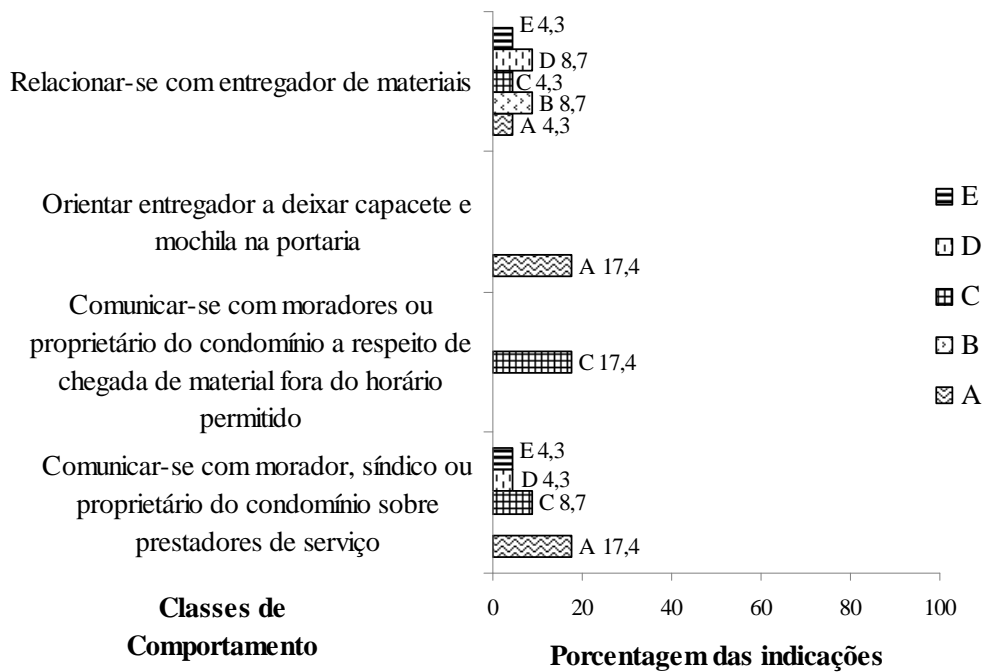 E 4,3
D 8,7
Relacionar-se com entregador de materiais
C 4,3
B 8,7
A 4,3
Orientar entregador a deixar capacete e
mochila na portaria
A 17,4
Comunicar-se com moradores ou
proprietário do condomínio a respeito de
chegada de material fora do horário
permitido
C 17,4
Comunicar-se com morador, síndico ou
proprietário do condomínio sobre
prestadores de serviço
E 4,3
D 4,3
C 8,7
A 17,4
E
D
C
B
A
0 20 40 60 80 100
Classes de
Comportamento
Porcentagem das indicações